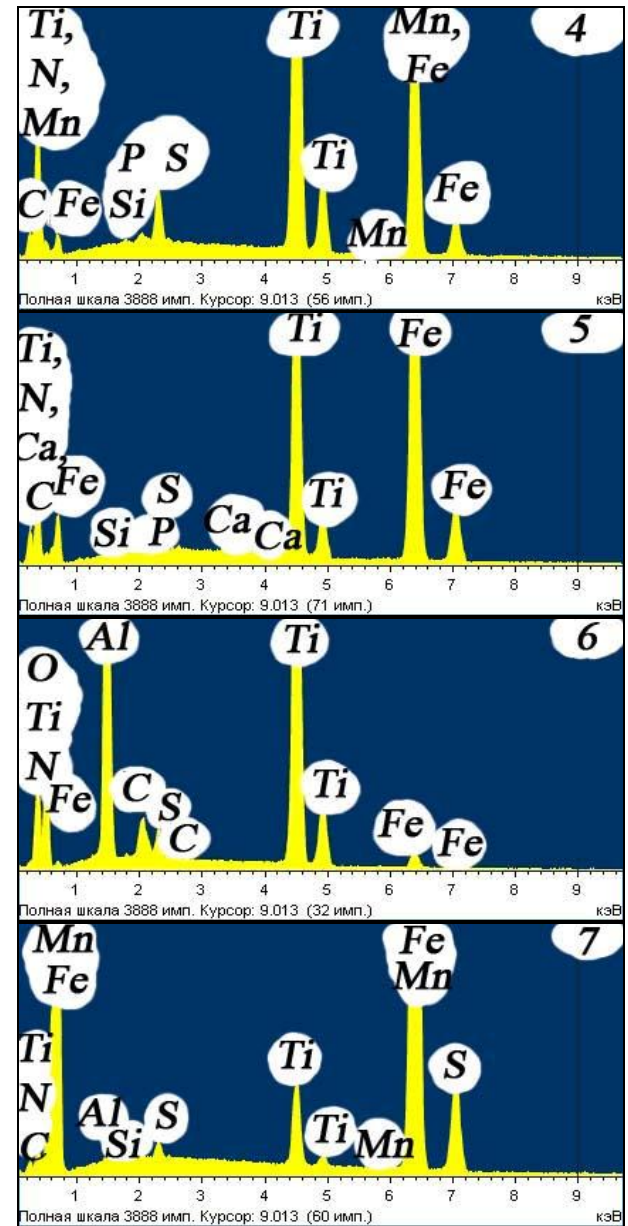 Ti,
N,
Mn
C Fe
P S
Si
Ti
Ti
Mn
Mn,
Fe
Fe
4
1 2 3 4 5 6 7 8 9
Полная шкала 3888 имп. Курсор: 9.013 (56 имп.) кэВ
Ti,
N,
Ca,
C Fe
Si
S
P
Ca Ca
Ti
Ti
Fe
Fe
5
1 2 3 4 5 6 7 8 9
Полная шкала 3888 имп. Курсор: 9.013 (71 имп.) кэВ
O
Ti
N
Fe
Al
C
S
C
Ti
Ti
Fe
Fe
6
1 2 3 4 5 6 7 8 9
Полная шкала 3888 имп. Курсор: 9.013 (32 имп.) кэВ
Mn
Fe
Ti
N
C
Al
Si
S
Ti
Ti
Mn
Fe
Mn
S
7
1 2 3 4 5 6 7 8 9
Полная шкала 3888 имп. Курсор: 9.013 (60 имп.) кэВ